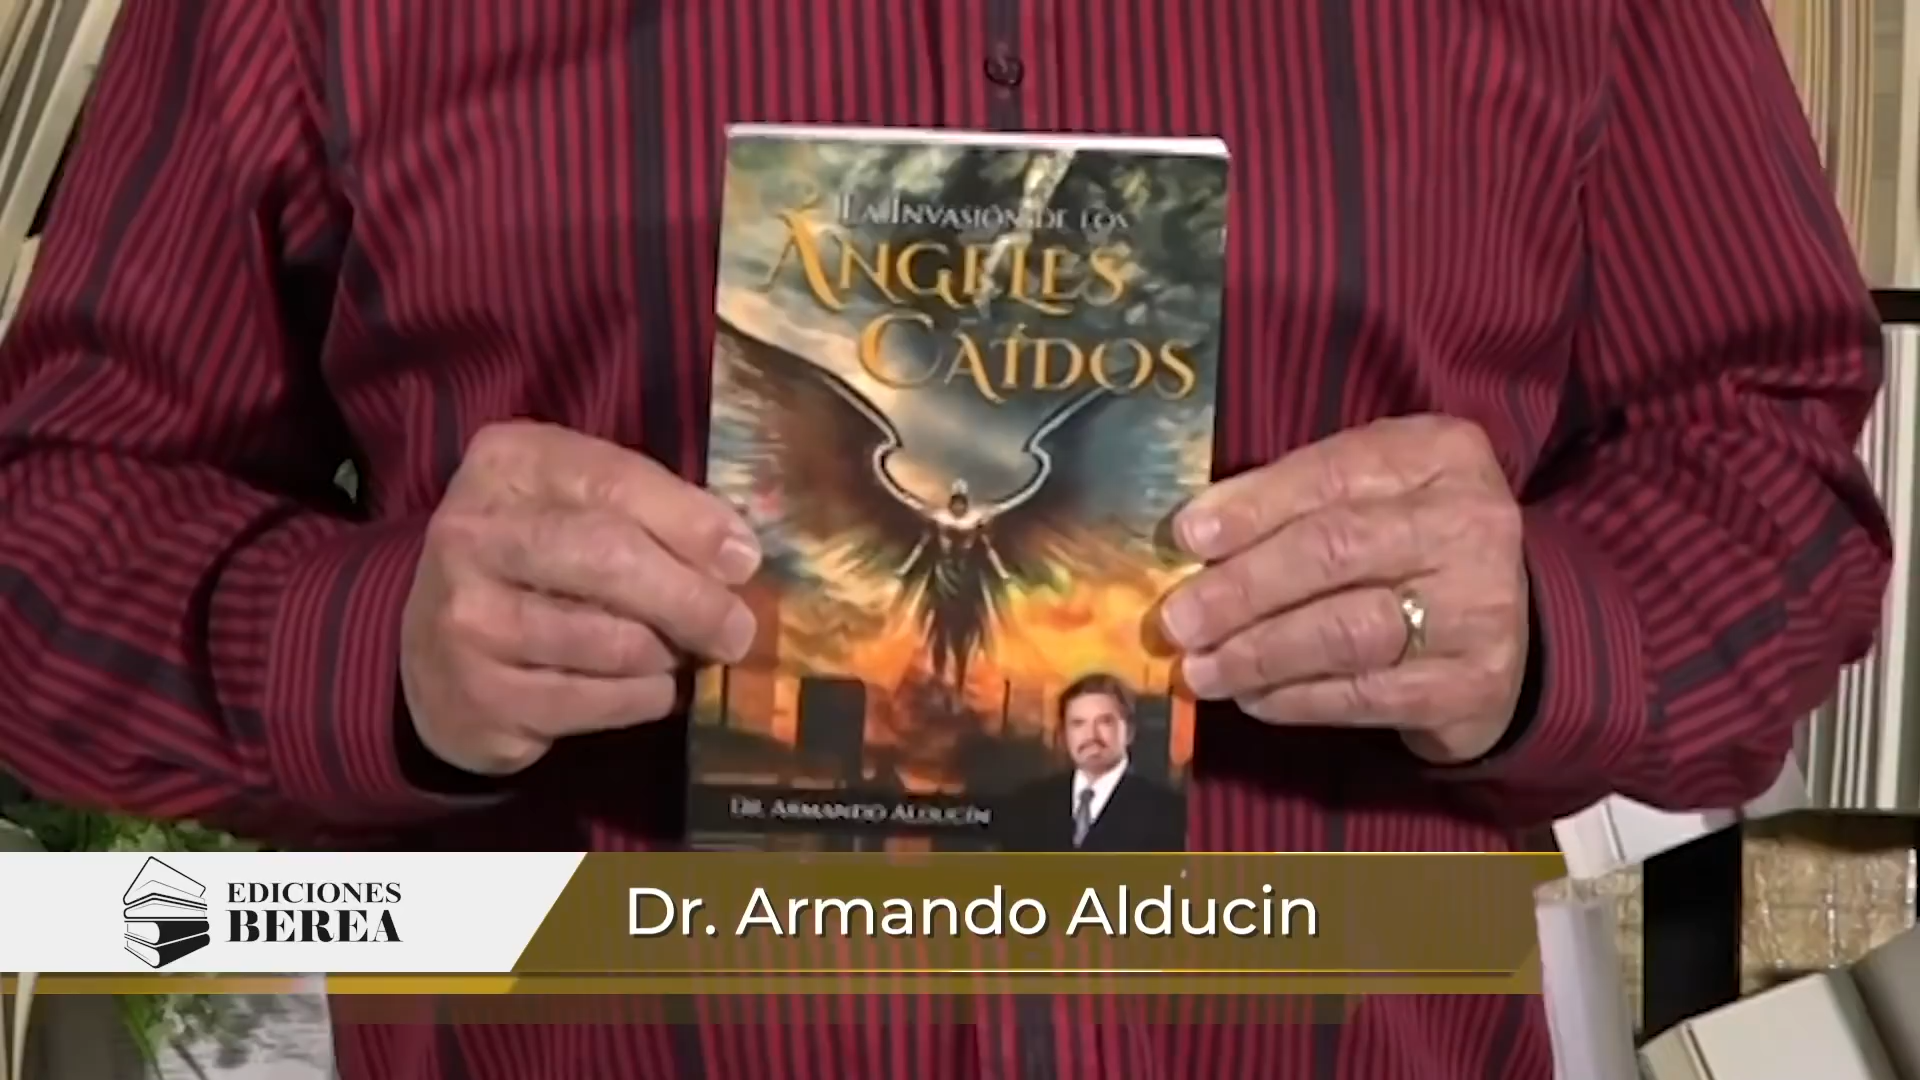 LA INVASIÓN DE LOS
ÁNGELES
CAÍDOS
DR. ARMANDO ALDUCIN
EDICIONES
BEREA
Dr. Armando Alducin